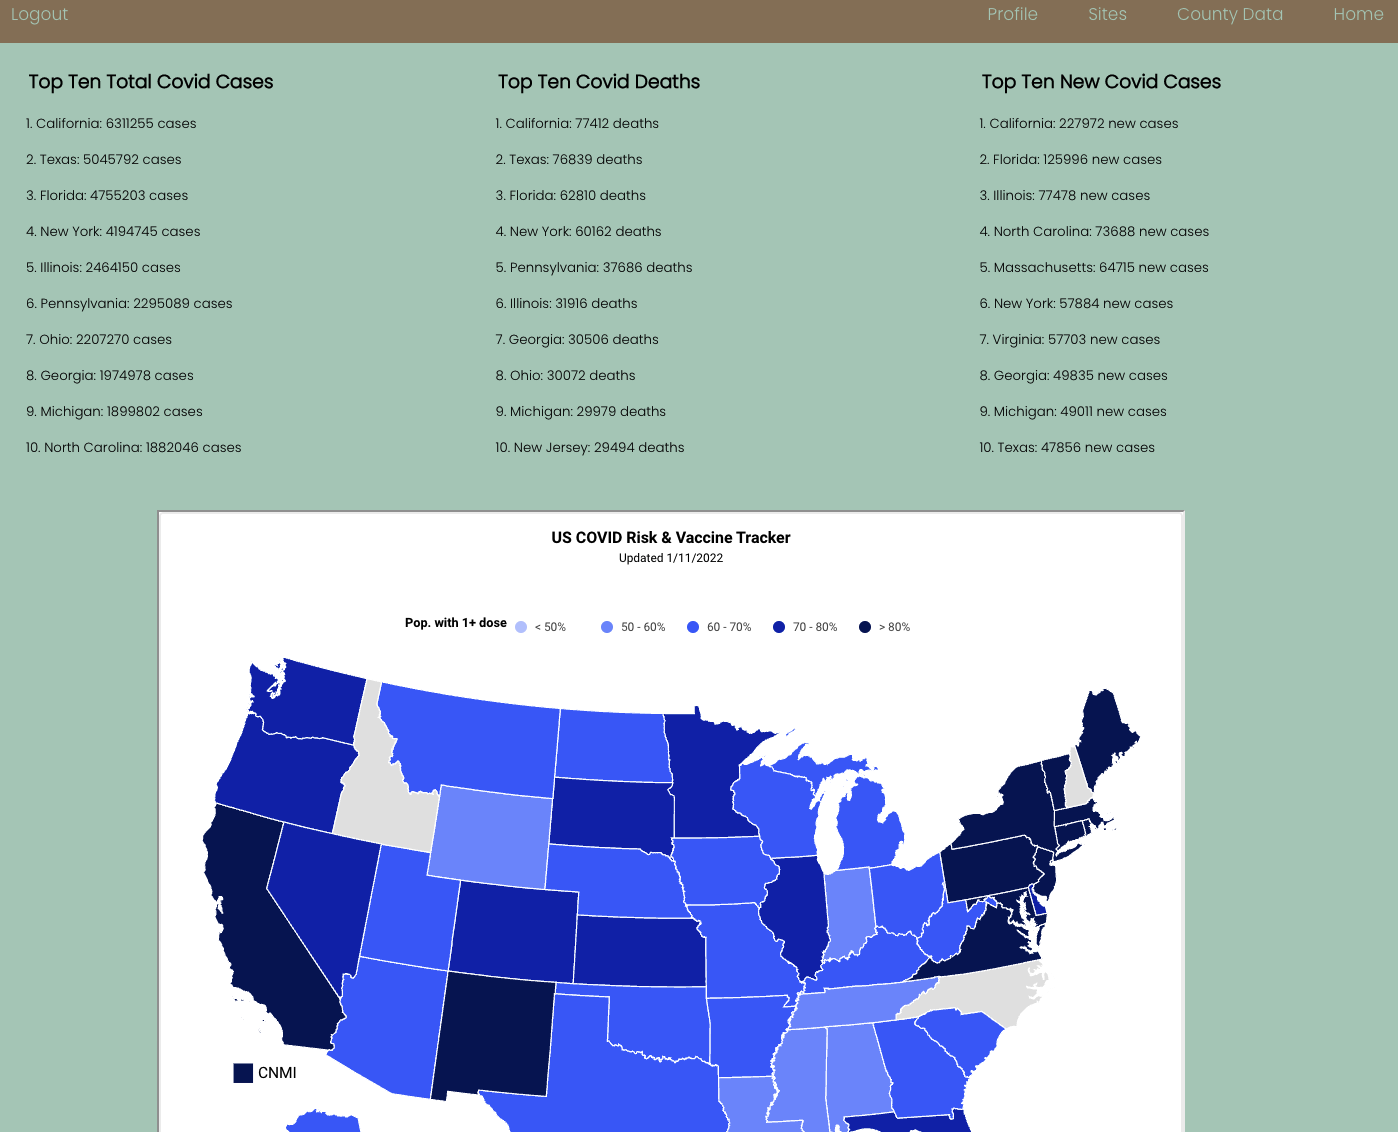 Logout Profile Sites County Data Home
Top Ten Total Covid Cases
1. California: 6311255 cases
2. Texas: 5045792 cases
3. Florida: 4755203 cases
4. New York: 4194745 cases
5. Illinois: 2464150 cases
6. Pennsylvania: 2295089 cases
7. Ohio: 2207270 cases
8. Georgia: 1974978 cases
9. Michigan: 1899802 cases
10. North Carolina: 1882046 cases
Top Ten Covid Deaths
1. California: 77412 deaths
2. Texas: 76839 deaths
3. Florida: 62810 deaths
4. New York: 60162 deaths
5. Pennsylvania: 37686 deaths
6. Illinois: 31916 deaths
7. Georgia: 30506 deaths
8. Ohio: 30072 deaths
9. Michigan: 29979 deaths
10. New Jersey: 29494 deaths
Top Ten New Covid Cases
1. California: 227972 new cases
2. Florida: 125996 new cases
3. Illinois: 77478 new cases
4. North Carolina: 73688 new cases
5. Massachusetts: 64715 new cases
6. New York: 57884 new cases
7. Virginia: 57703 new cases
8. Georgia: 49835 new cases
9. Michigan: 49011 new cases
10. Texas: 47856 new cases
US COVID Risk & Vaccine Tracker
Updated 1/11/2022
Pop. with 1+ dose < 50% 50 - 60% 60 - 70% 70 - 80% > 80%
CNMI